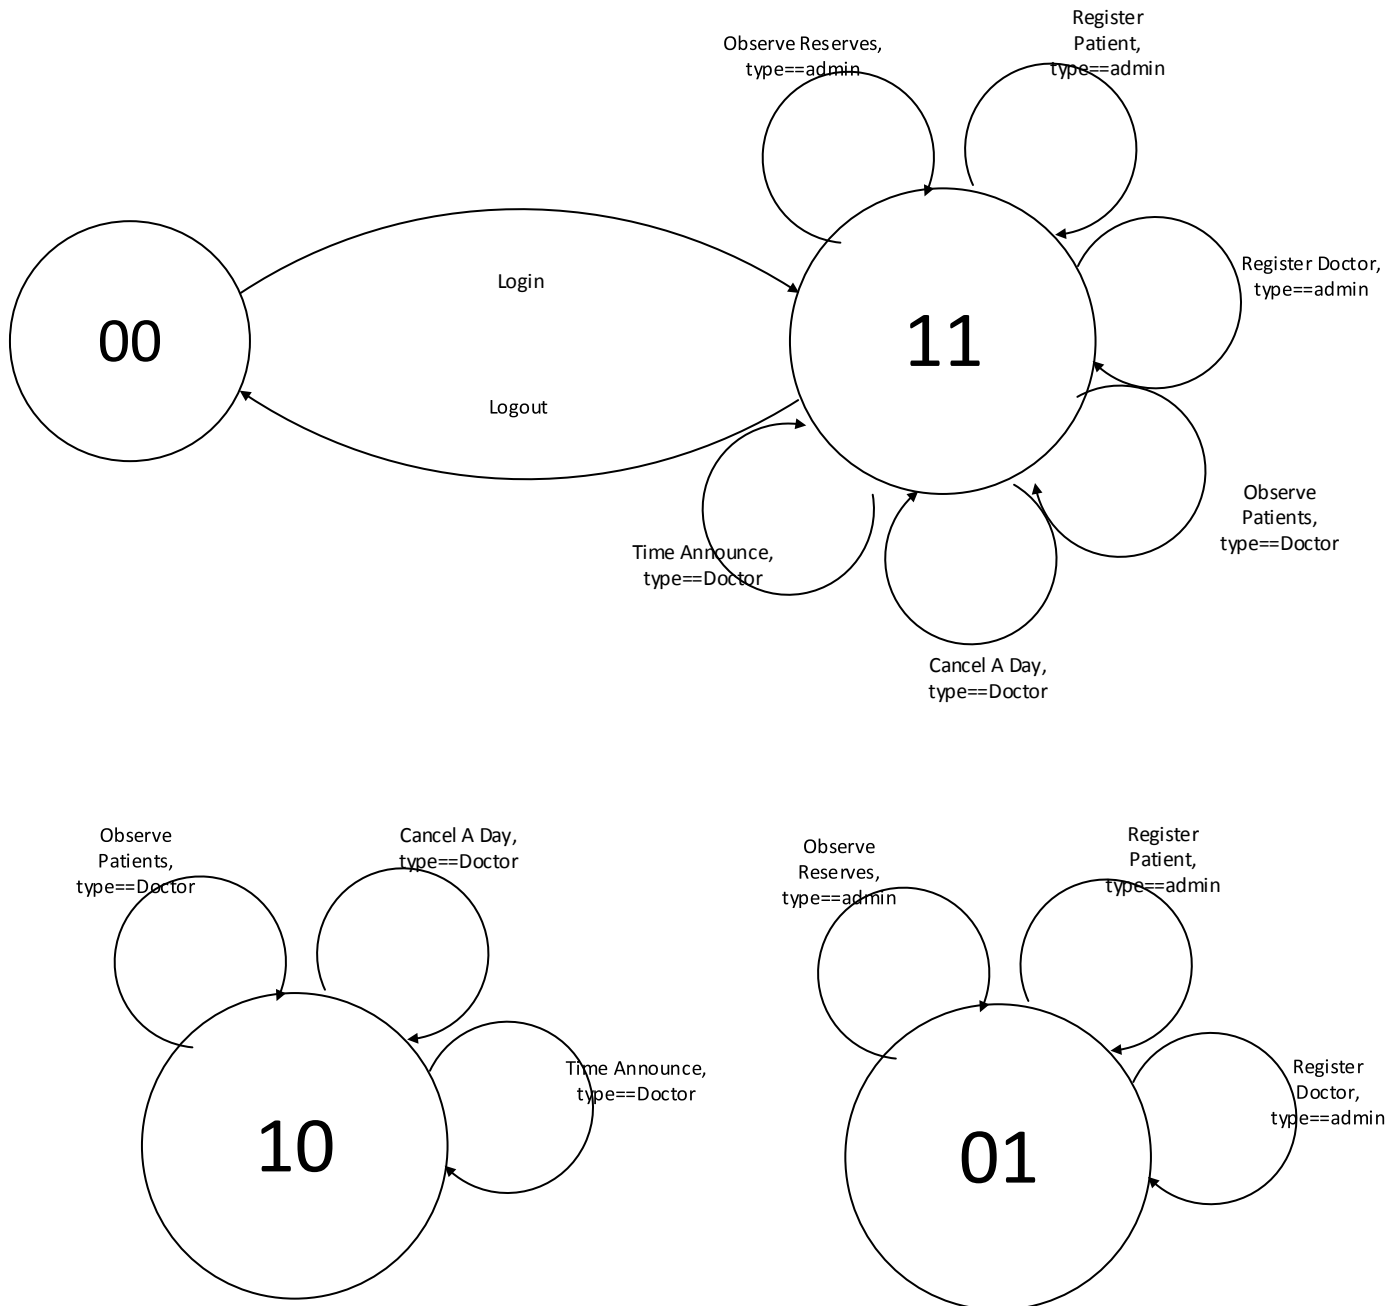 Observe Reserves,
type==admin
Register
Patient,
type==admin
Register Doctor,
type==admin
Login
00
11
Logout
Observe
Patients,
type==Doctor
Time Announce,
type==Doctor
Cancel A Day,
type==Doctor
Observe
Patients,
type==Doctor
Cancel A Day,
type==Doctor
Time Announce,
type==Doctor
10
Observe
Reserves,
type==admin
Register
Patient,
type==admin
Register
Doctor,
type==admin
01